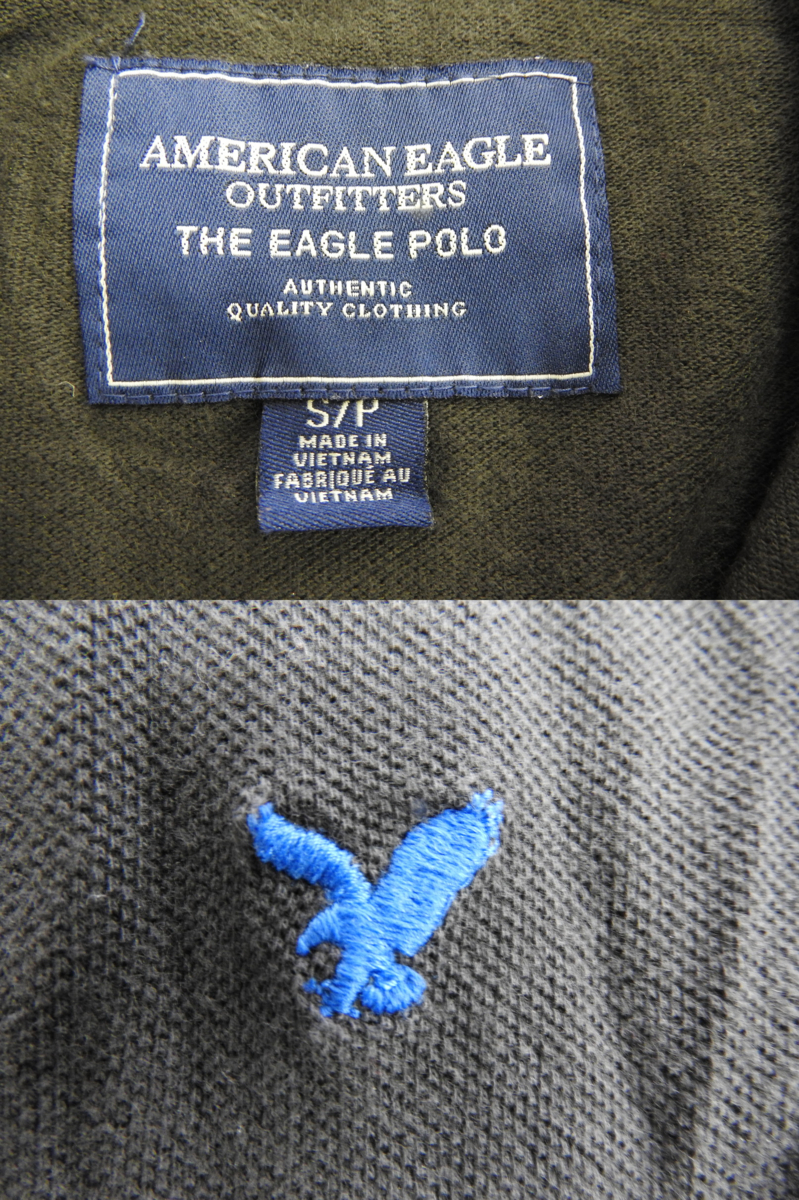 AMERICAN EAGLE
OUTFITTERS
THE EAGLE POLO
AUTHENTIC
QUALITY CLOTHING
S/P
MADE IN
VIETNAM
FABRIQUÉ AU
VIETNAM